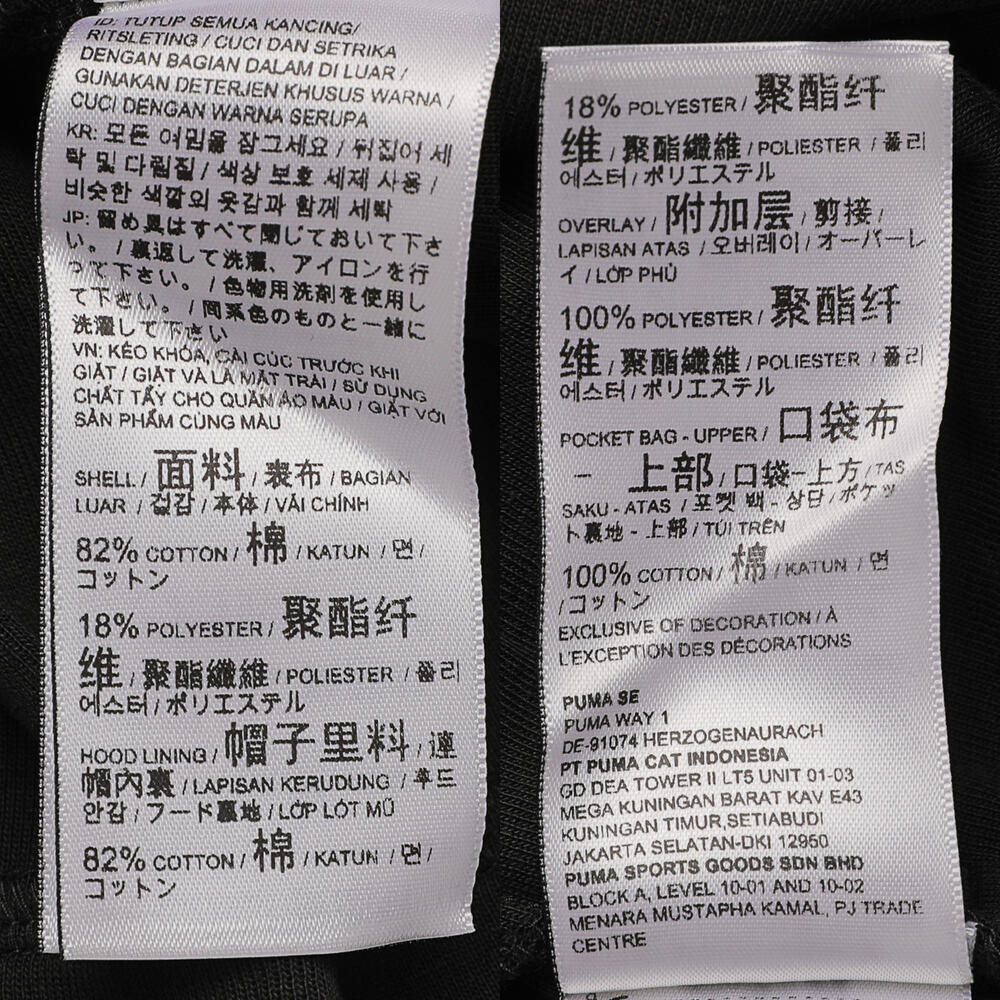 ID: TUTUP SEMUA KANCING/
RITSLETING / CUCI DAN SETRIKA
DENGAN BAGIAN DALAM DI LUAR /
GUNAKAN DETERJEN KHUSUS WARNA /
CUCI DENGAN WARNA SERUPA
KR: 모든 여밈을 잠그세요 / 뒤집어 세
탁 및 다림질 / 색상 보호 세제 사용 /
비슷한 색깔의 옷감과 함께 세탁
JP: 留め具はすべて閉じておいて下さ
い。 / 裏返して洗濯、アイロンを行
って下さい。 / 色物用洗剤を使用し
て下さい。 / 同系色のものと一緒に
洗濯して下さい
VN: KÉO KHÓA, CÀI CÚC TRƯỚC KHI
GIẶT / GIẶT VÀ LÀ MẶT TRÁI / SỬ DỤNG
CHẤT TẨY CHO QUẦN ÁO MÀU / GIẶT VỚI
SẢN PHẨM CÙNG MÀU
SHELL / 面料 / 表布 / BAGIAN
LUAR / 겉감 / 本体 / VẢI CHÍNH
82% COTTON / 棉 / KATUN / 면 /
コットン
18% POLYESTER / 聚酯纤
维 / 聚酯纖維 / POLIESTER / 폴리
에스터 / ポリエステル
HOOD LINING / 帽子里料 / 連
帽內裏 / LAPISAN KERUDUNG / 후드
안감 / フード裏地 / LỚP LÓT MŨ
82% COTTON / 棉 / KATUN / 면 /
コットン
18% POLYESTER / 聚酯纤
维 / 聚酯纖維 / POLIESTER / 폴리
에스터 / ポリエステル
OVERLAY / 附加层 / 剪接 /
LAPISAN ATAS / 오버레이 / オーバーレ
イ / LỚP PHỦ
100% POLYESTER / 聚酯纤
维 / 聚酯纖維 / POLIESTER / 폴리
에스터 / ポリエステル
POCKET BAG - UPPER / 口袋布
- 上部 / 口袋-上方 / TAS
SAKU - ATAS / 포켓 백 - 상단 / ポケッ
ト裏地 - 上部 / TÚI TRÊN
100% COTTON / 棉 / KATUN / 면
/ コットン
EXCLUSIVE OF DECORATION / À
L'EXCEPTION DES DÉCORATIONS
PUMA SE
PUMA WAY 1
DE-91074 HERZOGENAURACH
PT PUMA CAT INDONESIA
GD DEA TOWER II LT5 UNIT 01-03
MEGA KUNINGAN BARAT KAV E43
KUNINGAN TIMUR,SETIABUDI
JAKARTA SELATAN-DKI 12950
PUMA SPORTS GOODS SDN BHD
BLOCK A, LEVEL 10-01 AND 10-02
MENARA MUSTAPHA KAMAL, PJ TRADE
CENTRE